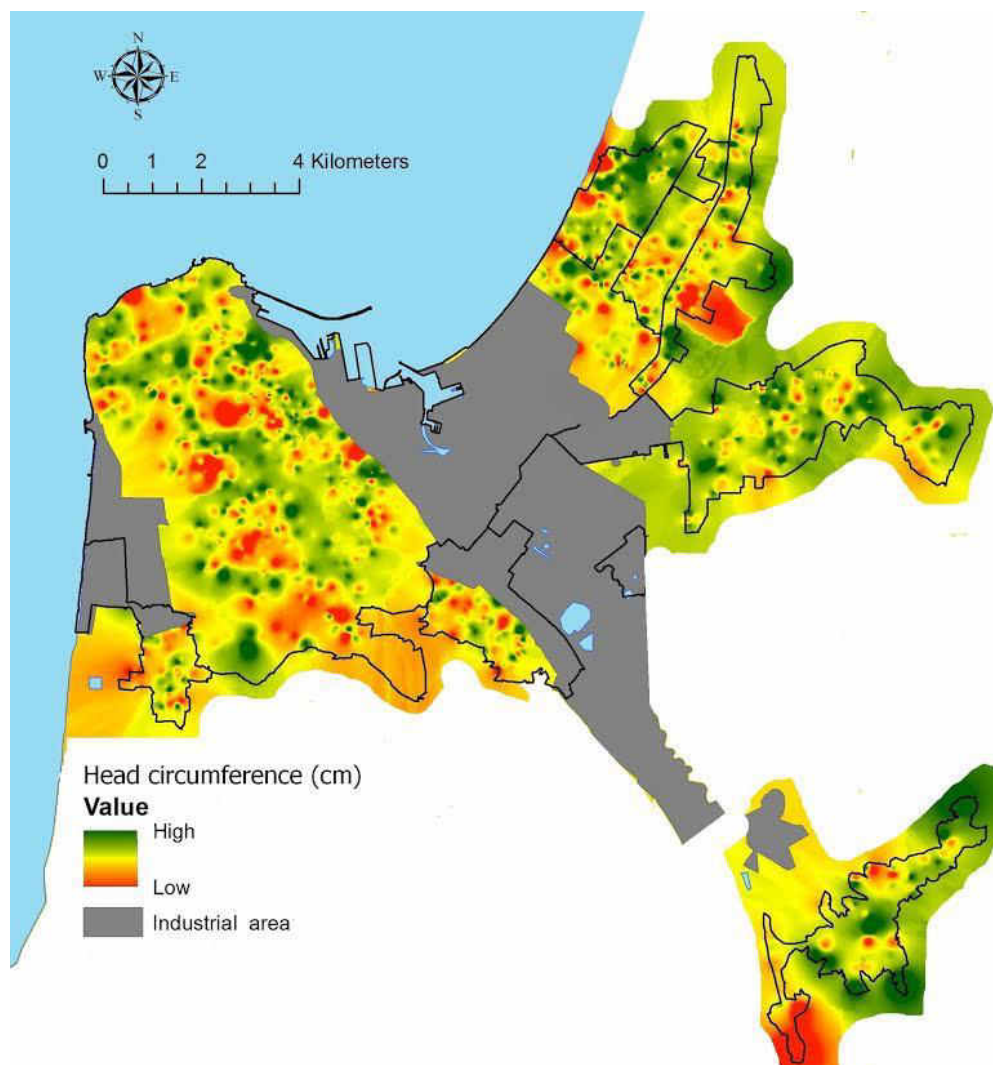 N
W E
S
0 1 2 4 Kilometers
Head circumference (cm)
Value
High
Low
Industrial area